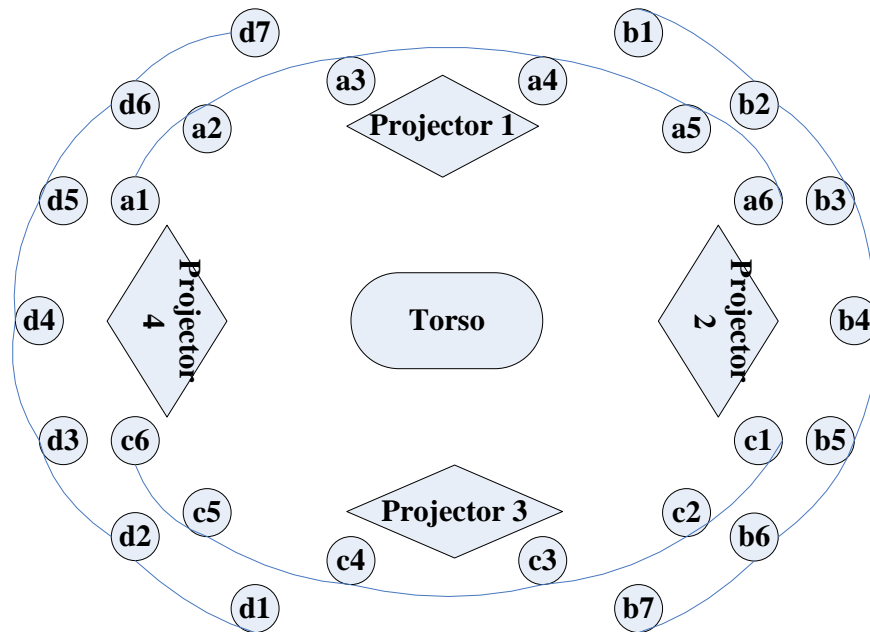 d7
b1
a3
a4
d6
b2
a2
Projector 1
a5
d5
a1
a6
b3
Projector
4
d4
Torso
Projector
2
b4
d3
c6
c1
b5
c5
Projector 3
c2
d2
b6
c4
c3
d1
b7